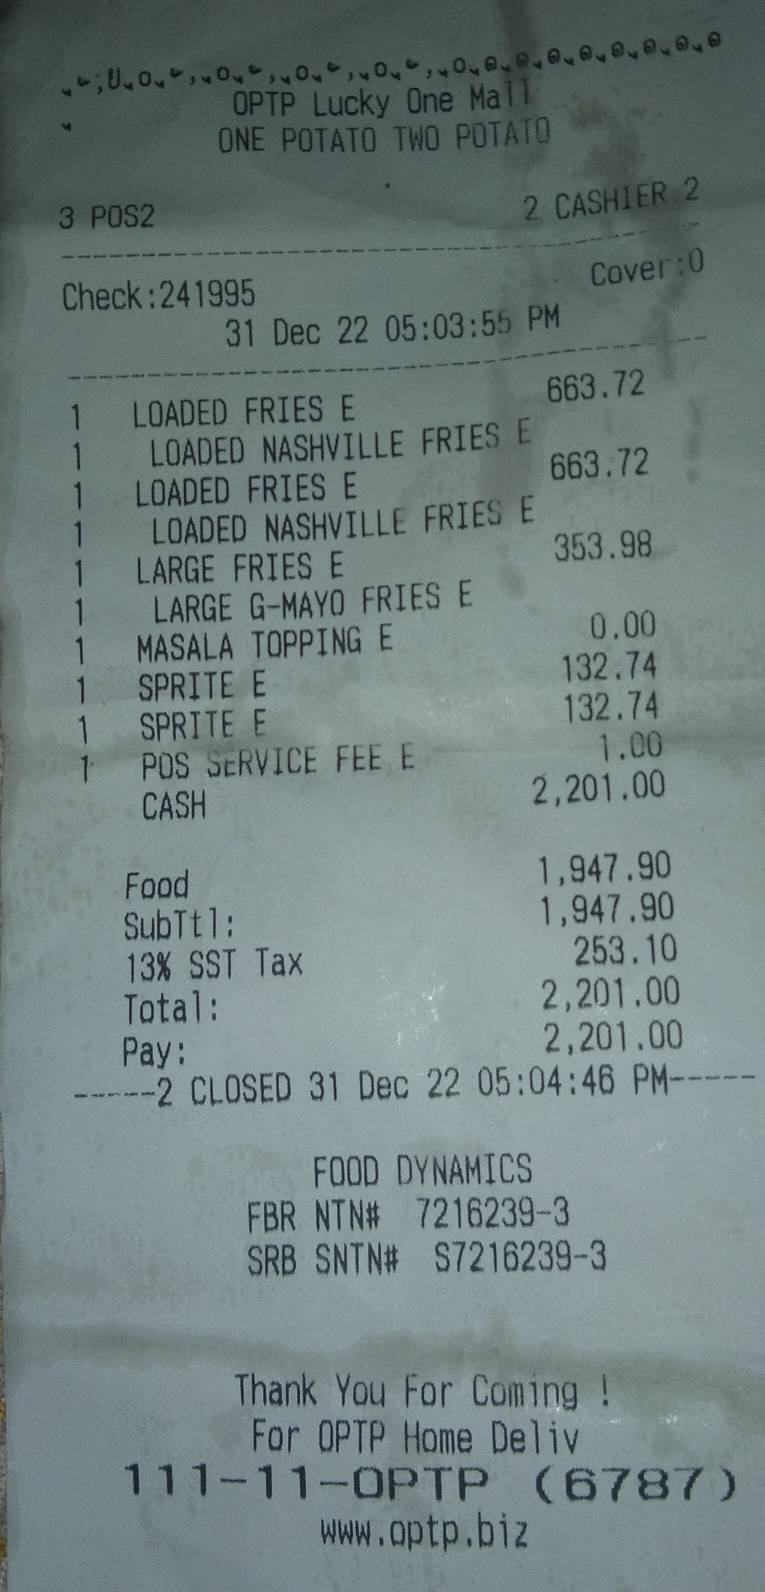 OPTP Lucky One Mall
ONE POTATO TWO POTATO
3 POS2 2 CASHIER 2
Check:241995 Cover:0
31 Dec 22 05:03:55 PM
1 LOADED FRIES E 663.72
1 LOADED NASHVILLE FRIES E
1 LOADED FRIES E 663.72
1 LOADED NASHVILLE FRIES E
1 LARGE FRIES E 353.98
1 LARGE G-MAYO FRIES E
1 MASALA TOPPING E 0.00
1 SPRITE E 132.74
1 SPRITE E 132.74
1 POS SERVICE FEE E 1.00
CASH 2,201.00
Food 1,947.90
SubTtl: 1,947.90
13% SST Tax 253.10
Total: 2,201.00
Pay: 2,201.00
------2 CLOSED 31 Dec 22 05:04:46 PM------
FOOD DYNAMICS
FBR NTN# 7216239-3
SRB SNTN# S7216239-3
Thank You For Coming !
For OPTP Home Deliv
111-11-OPTP (6787)
www.optp.biz